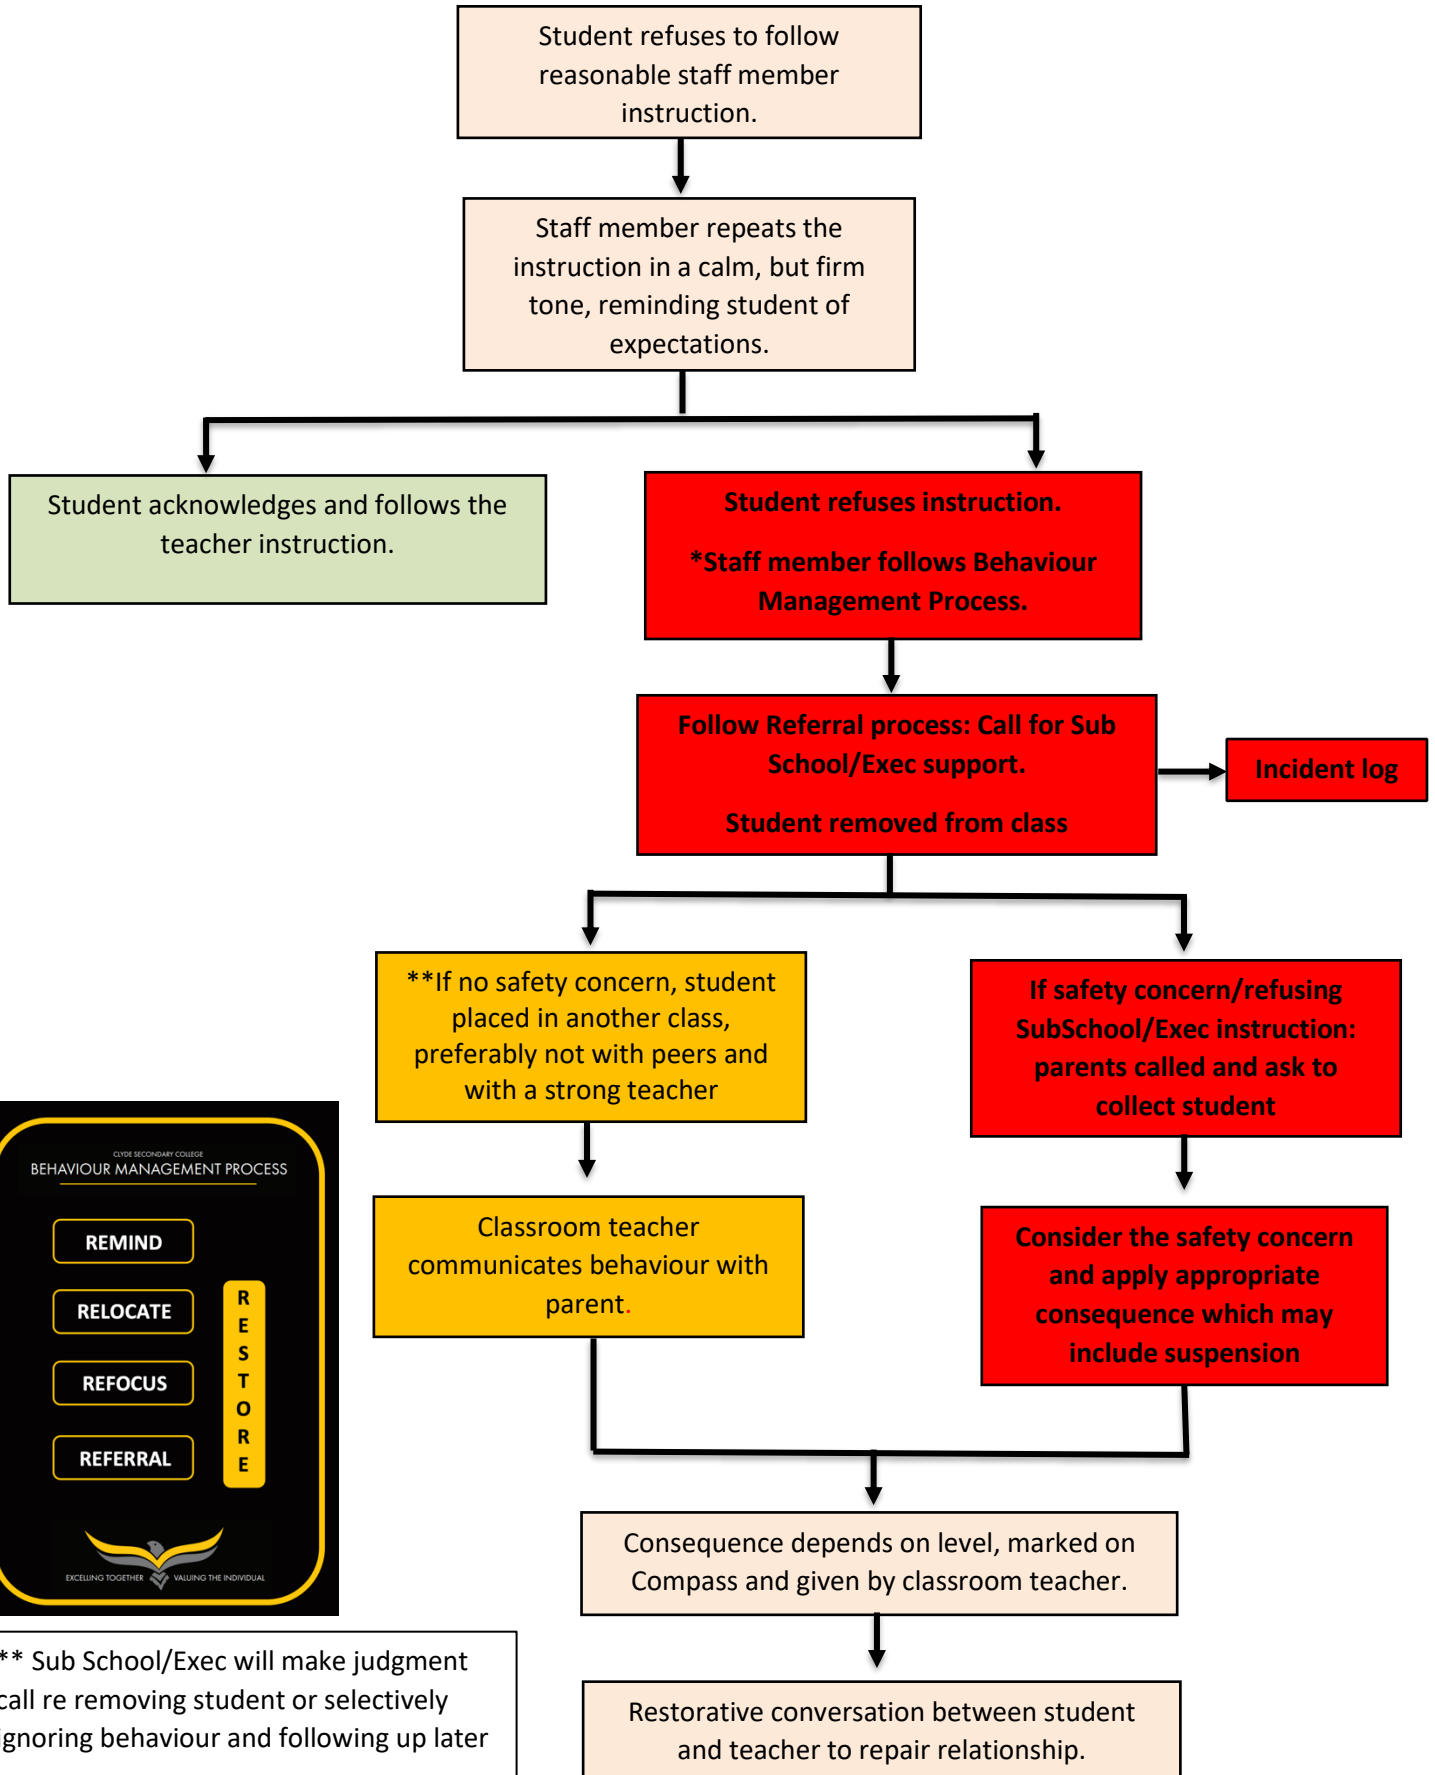 Student refuses to follow
reasonable staff member
instruction.
Staff member repeats the
instruction in a calm, but firm
tone, reminding student of
expectations.
Student acknowledges and follows the
teacher instruction.
Student refuses instruction.
*Staff member follows Behaviour
Management Process.
Follow Referral process: Call for Sub
School/Exec support.
Student removed from class
Incident log
**If no safety concern, student
placed in another class,
preferably not with peers and
with a strong teacher
If safety concern/refusing
SubSchool/Exec instruction:
parents called and ask to
collect student
Classroom teacher
communicates behaviour with
parent.
Consider the safety concern
and apply appropriate
consequence which may
include suspension
CLYDE SECONDARY COLLEGE
BEHAVIOUR MANAGEMENT PROCESS
REMIND
RELOCATE
REFOCUS
REFERRAL
RESTORE
EXCELLING TOGETHER VALUING THE INDIVIDUAL
Consequence depends on level, marked on
Compass and given by classroom teacher.
** Sub School/Exec will make judgment
call re removing student or selectively
ignoring behaviour and following up later
Restorative conversation between student
and teacher to repair relationship.